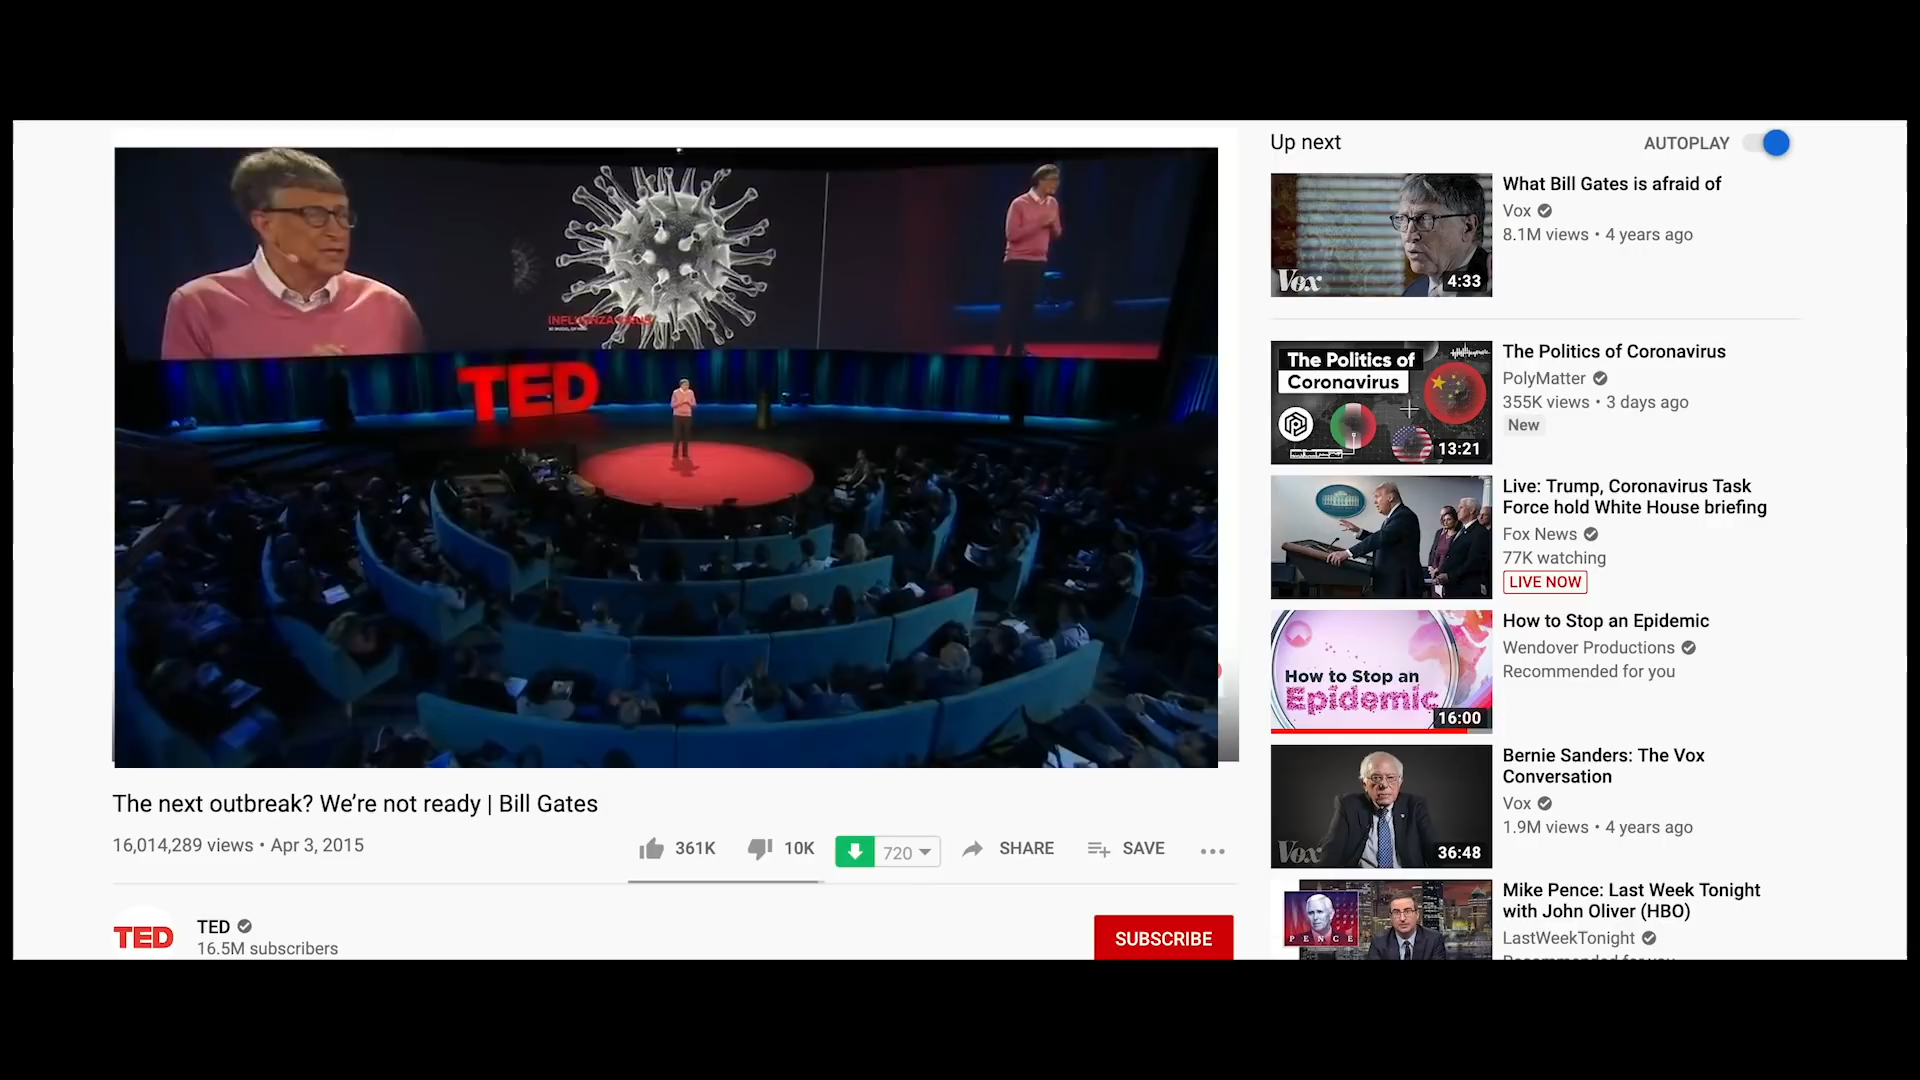 TED
The next outbreak? We’re not ready | Bill Gates
16,014,289 views • Apr 3, 2015
361K
10K
720
SHARE
SAVE
TED
TED
16.5M subscribers
SUBSCRIBE
Up next
AUTOPLAY
Vox
4:33
What Bill Gates is afraid of
Vox
8.1M views • 4 years ago
The Politics of
Coronavirus
13:21
The Politics of Coronavirus
PolyMatter
355K views • 3 days ago
New
Live: Trump, Coronavirus Task
Force hold White House briefing
Fox News
77K watching
LIVE NOW
How to Stop an
Epidemic
16:00
How to Stop an Epidemic
Wendover Productions
Recommended for you
Vox
36:48
Bernie Sanders: The Vox
Conversation
Vox
1.9M views • 4 years ago
PENCE
Mike Pence: Last Week Tonight
with John Oliver (HBO)
LastWeekTonight